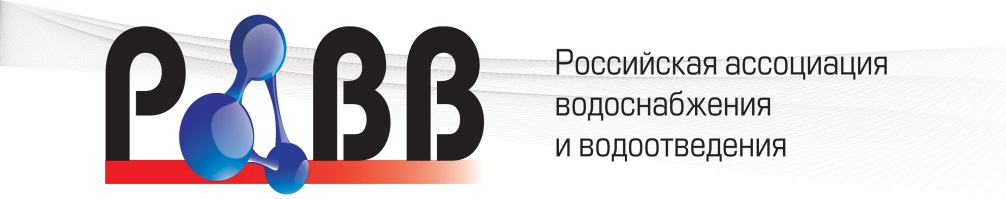 РАВВ
Российская ассоциация
водоснабжения
и водоотведения